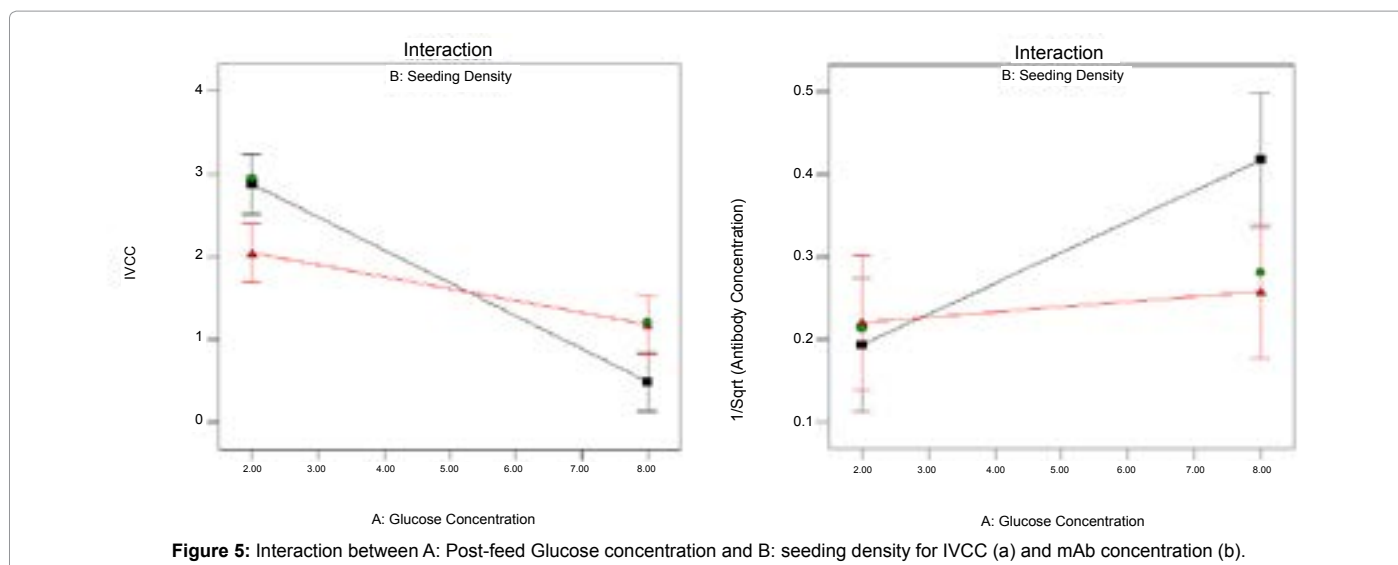 Interaction
B: Seeding Density
4
3
2
1
0
IVCC
2.00 3.00 4.00 5.00 6.00 7.00 8.00
A: Glucose Concentration
Interaction
B: Seeding Density
0.5
0.4
0.3
0.2
0.1
1/Sqrt (Antibody Concentration)
2.00 3.00 4.00 5.00 6.00 7.00 8.00
A: Glucose Concentration
Figure 5: Interaction between A: Post-feed Glucose concentration and B: seeding density for IVCC (a) and mAb concentration (b).